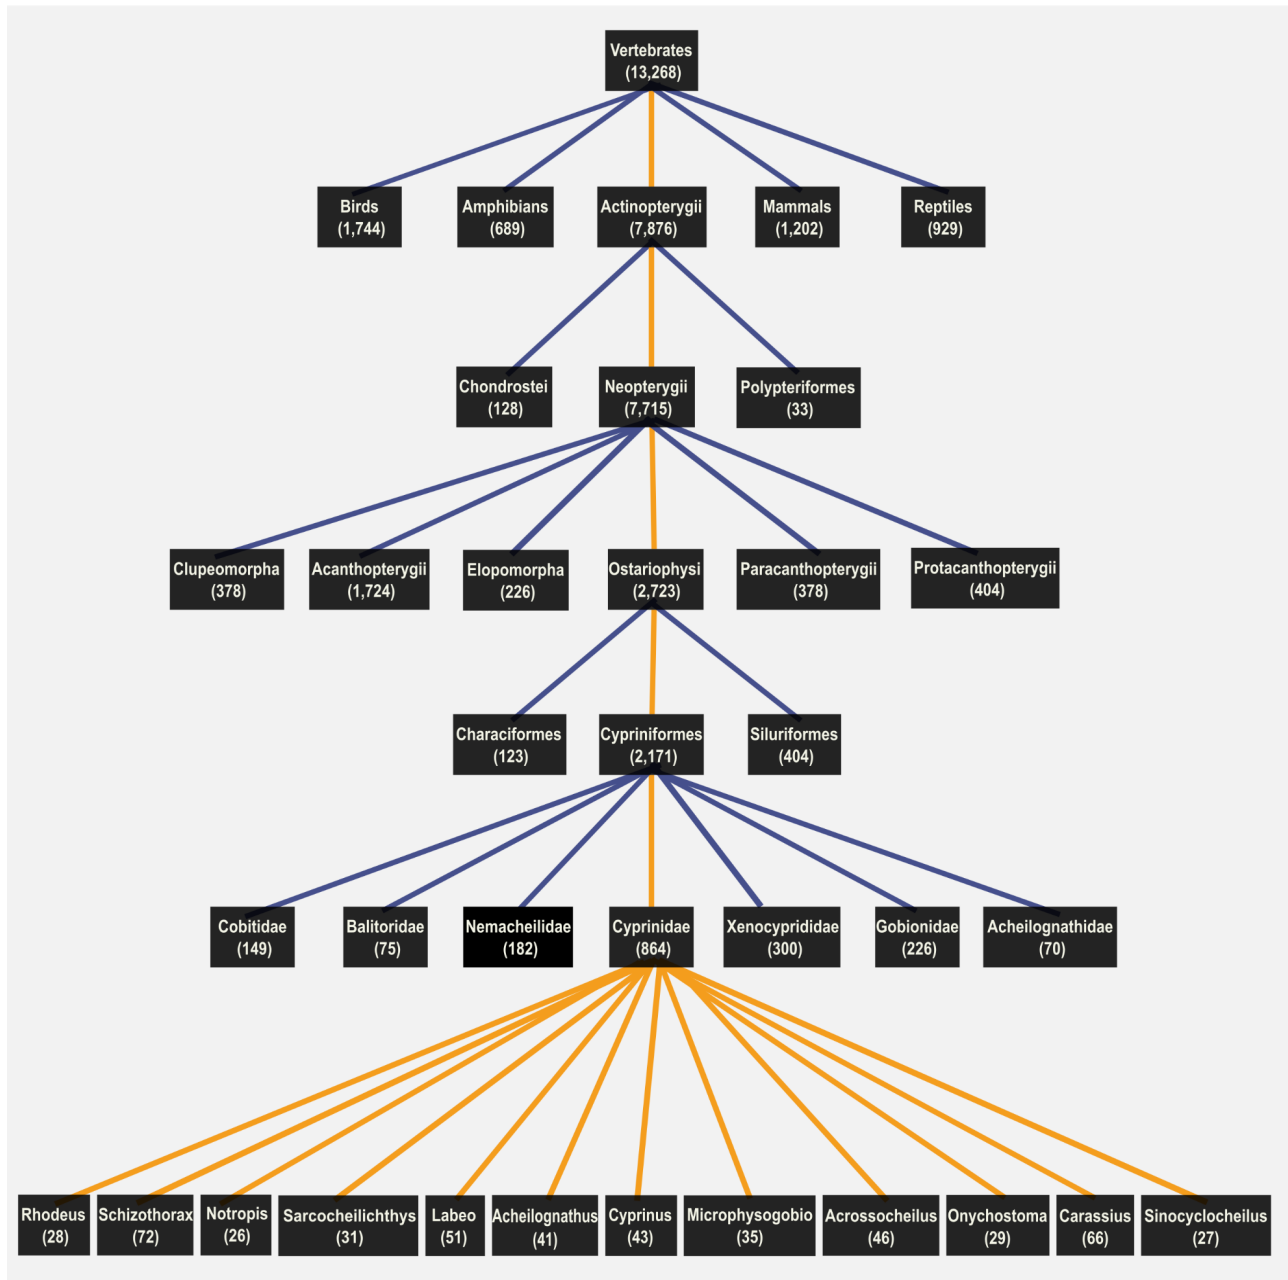 Vertebrates
(13,268)
Birds
(1,744)
Amphibians
(689)
Actinopterygii
(7,876)
Mammals
(1,202)
Reptiles
(929)
Chondrostei
(128)
Neopterygii
(7,715)
Polypteriformes
(33)
Clupeomorpha
(378)
Acanthopterygii
(1,724)
Elopomorpha
(226)
Ostariophysi
(2,723)
Paracanthopterygii
(378)
Protacanthopterygii
(404)
Characiformes
(123)
Cypriniformes
(2,171)
Siluriformes
(404)
Cobitidae
(149)
Balitoridae
(75)
Nemacheilidae
(182)
Cyprinidae
(864)
Xenocyprididae
(300)
Gobionidae
(226)
Acheilognathidae
(70)
Rhodeus
(28)
Schizothorax
(72)
Notropis
(26)
Sarcocheilichthys
(31)
Labeo
(51)
Acheilognathus
(41)
Cyprinus
(43)
Microphysogobio
(35)
Acrossocheilus
(46)
Onychostoma
(29)
Carassius
(66)
Sinocyclocheilus
(27)